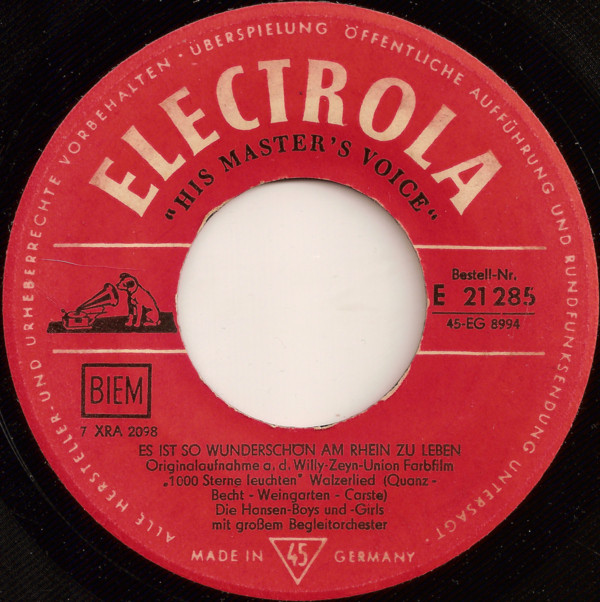 ALLE HERSTELLER- UND URHEBERRECHTE VORBEHALTEN · ÜBERSPIELUNG ÖFFENTLICHE AUFFÜHRUNG UND RUNDFUNKSENDUNG UNTERSAGT ·
ELECTROLA
"HIS MASTER'S VOICE"
Bestell-Nr.
E 21 285
45-EG 8994
BIEM
7 XRA 2098
ES IST SO WUNDERSCHÖN AM RHEIN ZU LEBEN
Originalaufnahme a. d. Willy-Zeyn-Union Farbfilm
„1000 Sterne leuchten" Walzerlied (Quanz -
Becht - Weingarten - Carste)
Die Hansen-Boys und -Girls
mit großem Begleitorchester
MADE IN 45 GERMANY